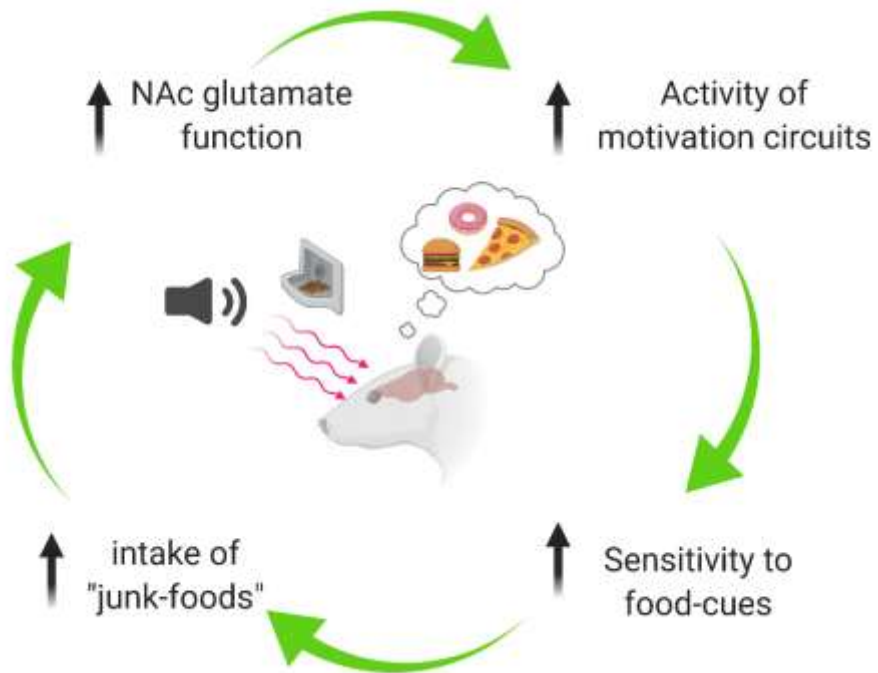 NAc glutamate
function
Activity of
motivation circuits
Sensitivity to
food-cues
intake of
"junk-foods"